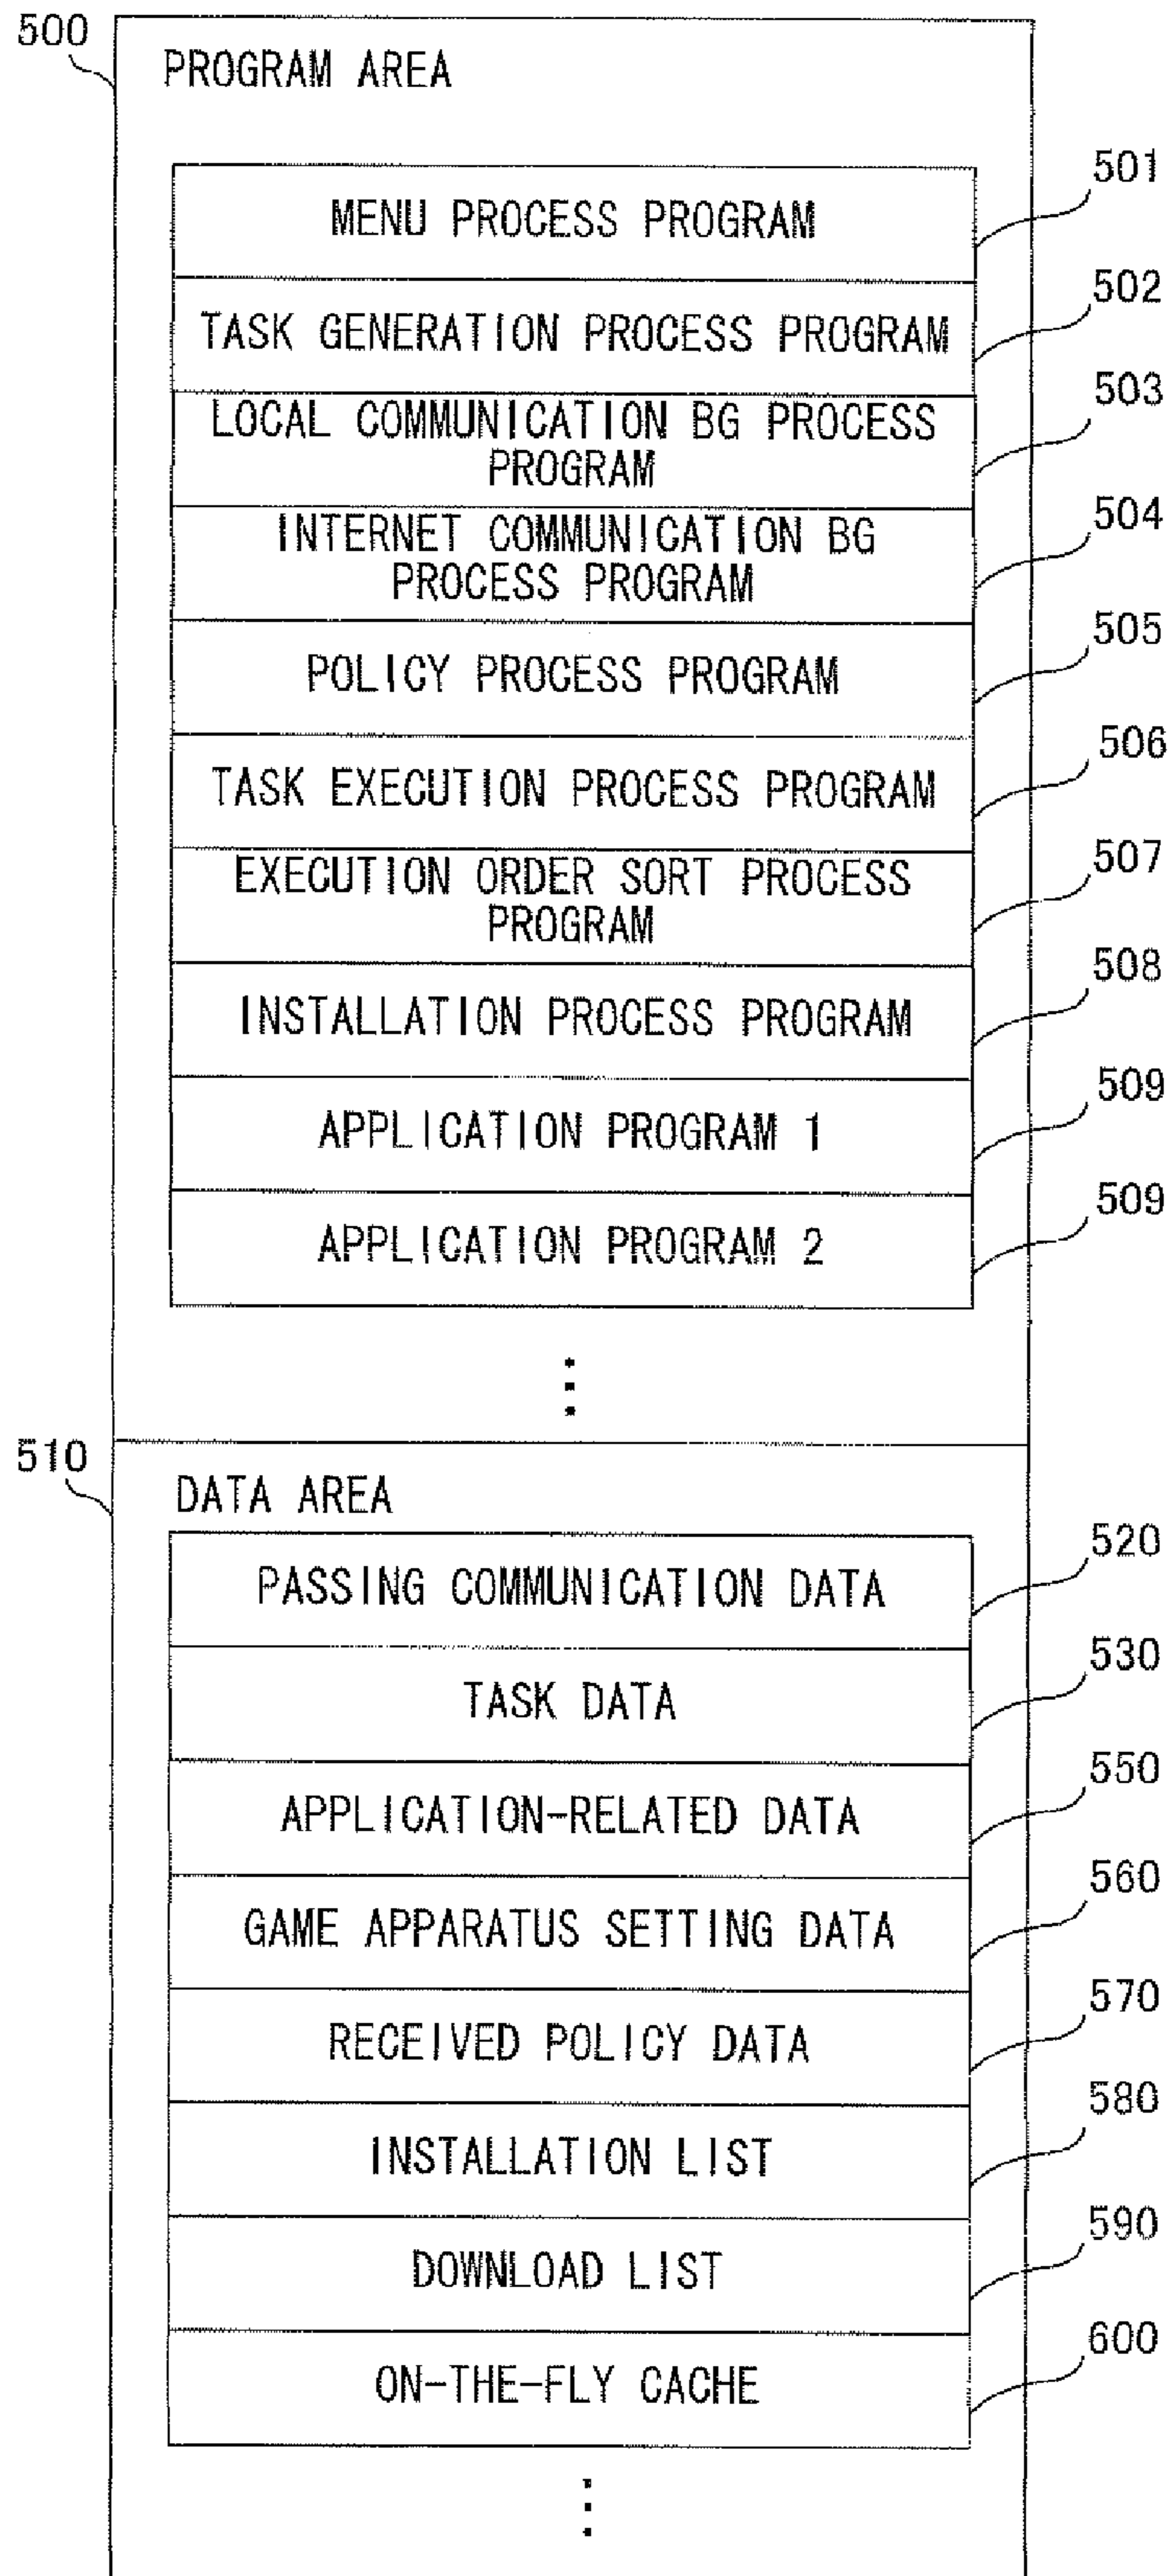 500
PROGRAM AREA
501
MENU PROCESS PROGRAM
502
TASK GENERATION PROCESS PROGRAM
503
LOCAL COMMUNICATION BG PROCESS
PROGRAM
504
INTERNET COMMUNICATION BG
PROCESS PROGRAM
505
POLICY PROCESS PROGRAM
506
TASK EXECUTION PROCESS PROGRAM
507
EXECUTION ORDER SORT PROCESS
PROGRAM
508
INSTALLATION PROCESS PROGRAM
509
APPLICATION PROGRAM 1
509
APPLICATION PROGRAM 2
510
DATA AREA
520
PASSING COMMUNICATION DATA
530
TASK DATA
550
APPLICATION-RELATED DATA
560
GAME APPARATUS SETTING DATA
570
RECEIVED POLICY DATA
580
INSTALLATION LIST
590
DOWNLOAD LIST
600
ON-THE-FLY CACHE